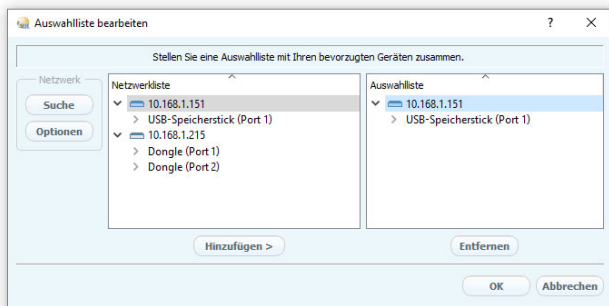 Auswahlliste bearbeiten
Stellen Sie eine Auswahlliste mit Ihren bevorzugten Geräten zusammen.
Netzwerk
Suche
Optionen
Netzwerkliste
10.168.1.151
USB-Speicherstick (Port 1)
10.168.1.215
Dongle (Port 1)
Dongle (Port 2)
Hinzufügen >
Auswahlliste
10.168.1.151
USB-Speicherstick (Port 1)
Entfernen
OK
Abbrechen